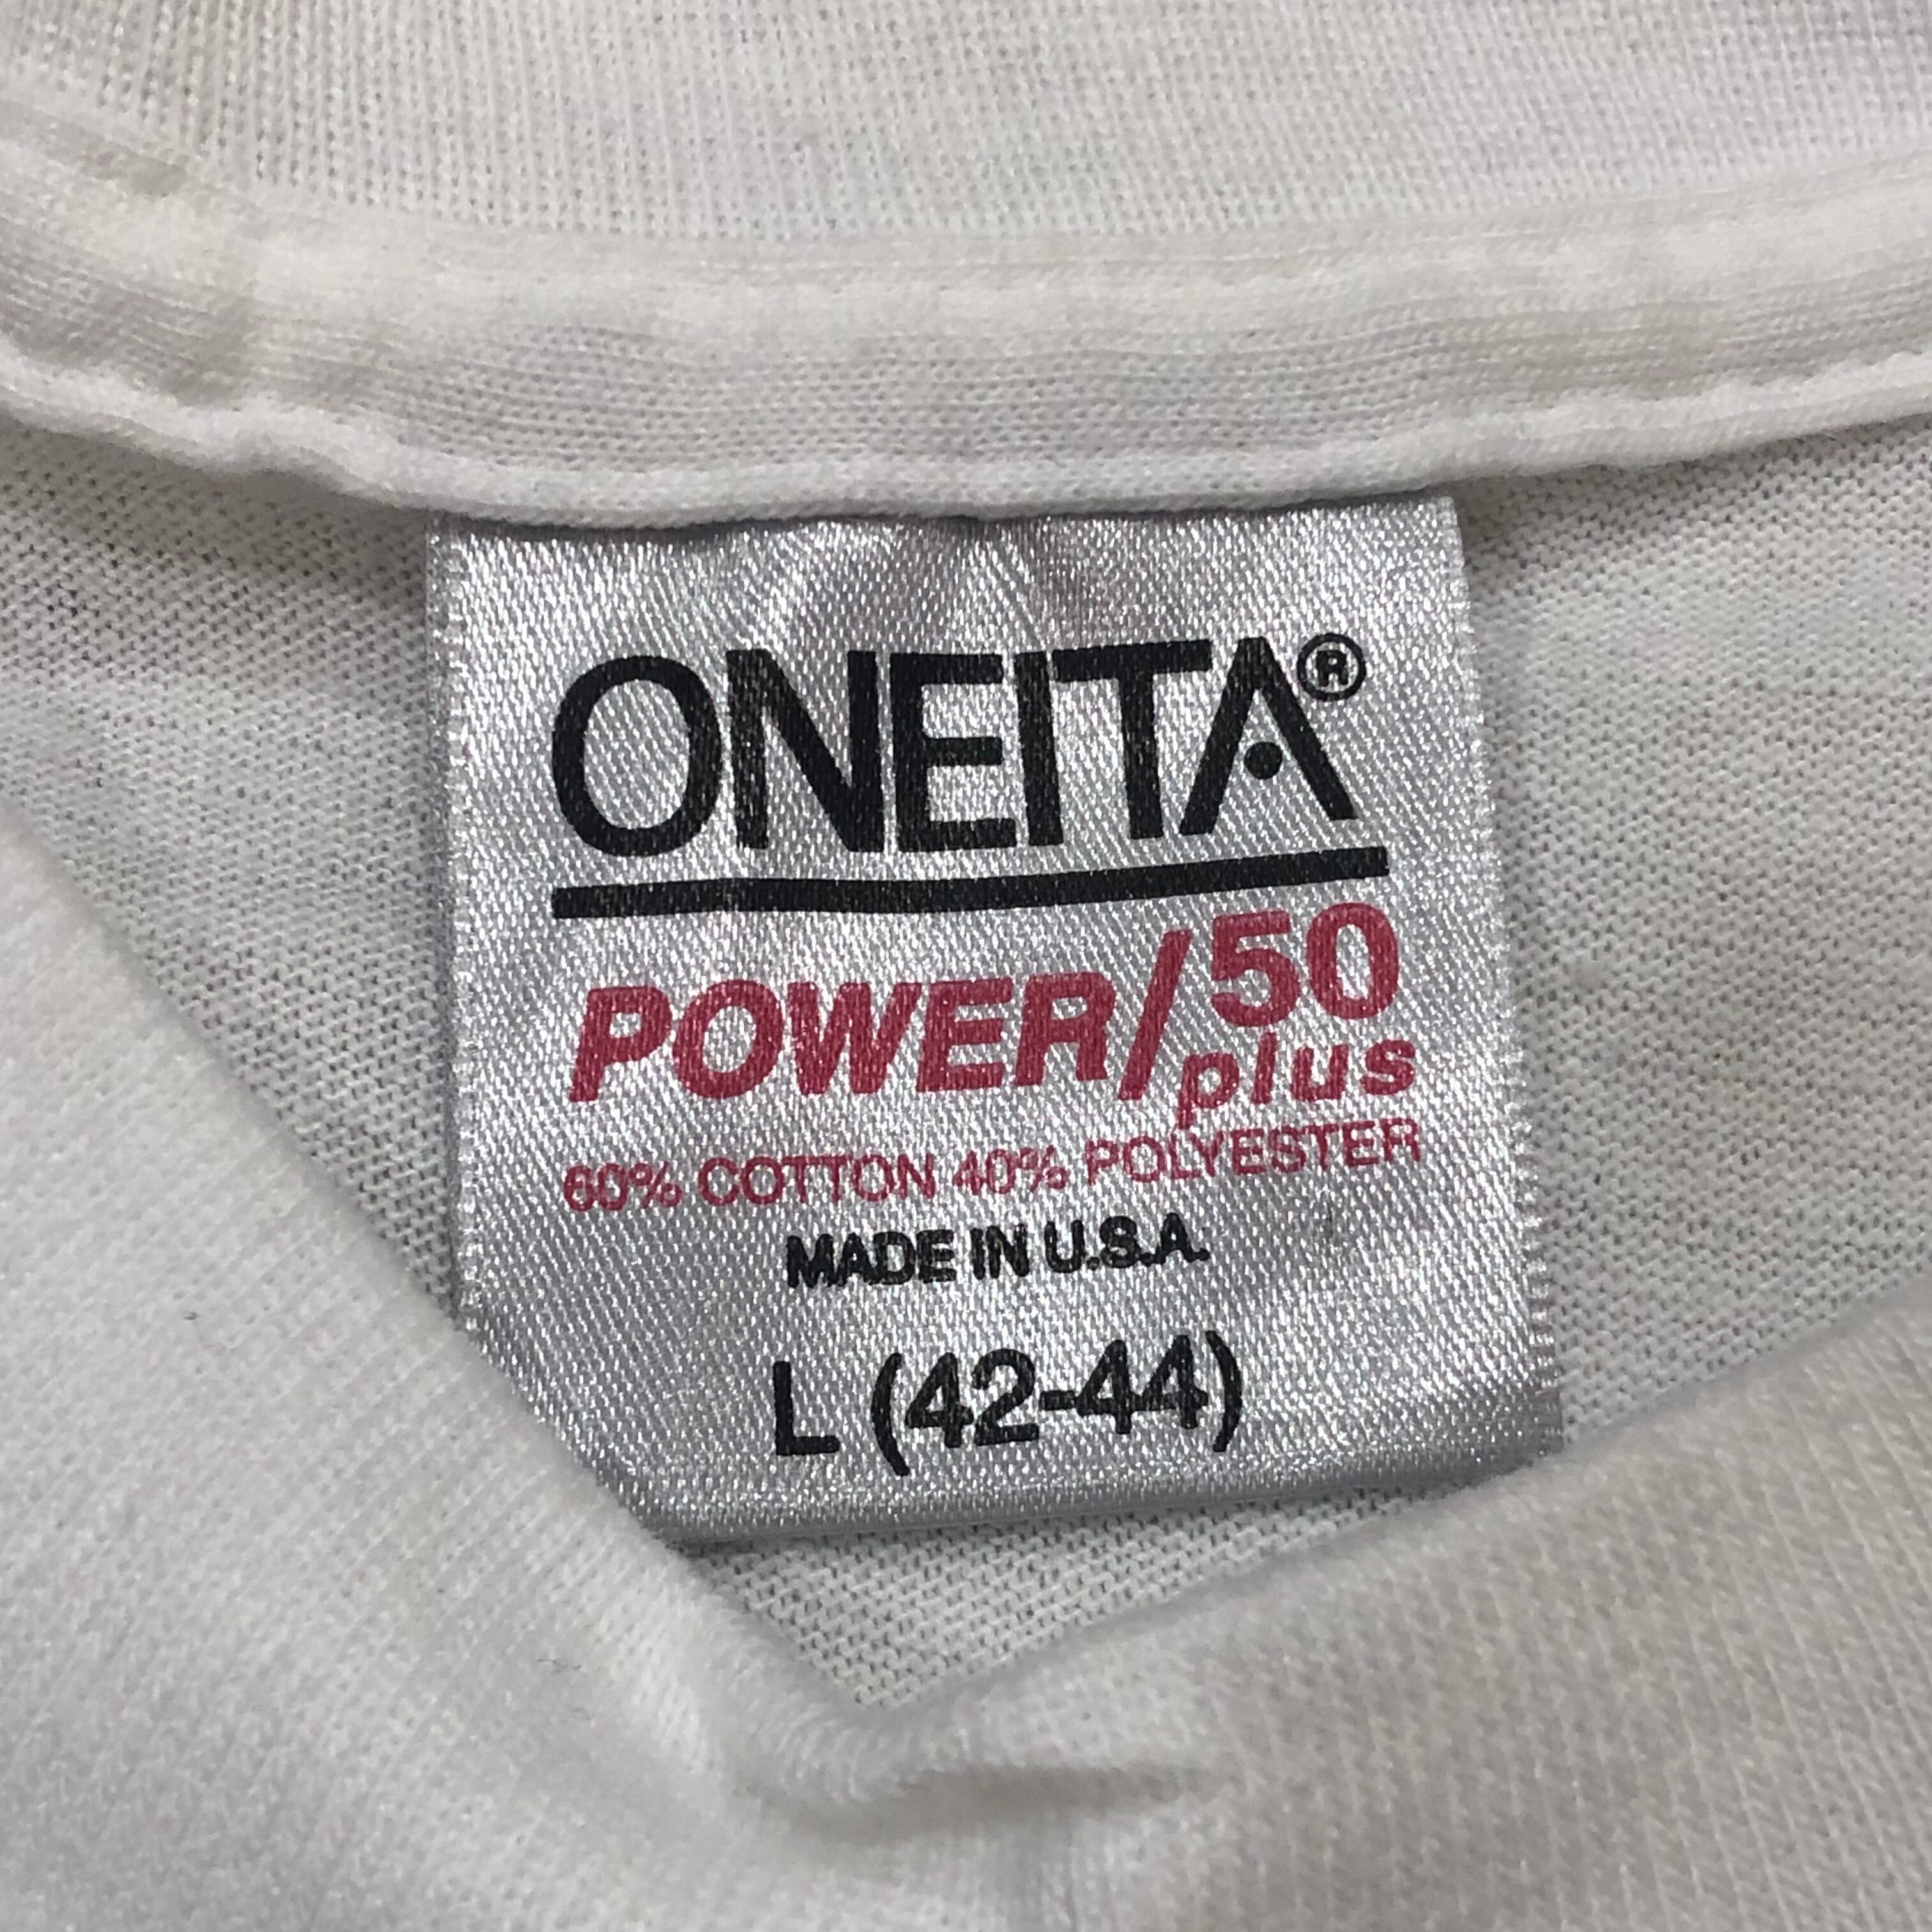 ONEITA®
POWER/50 plus
60% COTTON 40% POLYESTER
MADE IN U.S.A.
L (42-44)